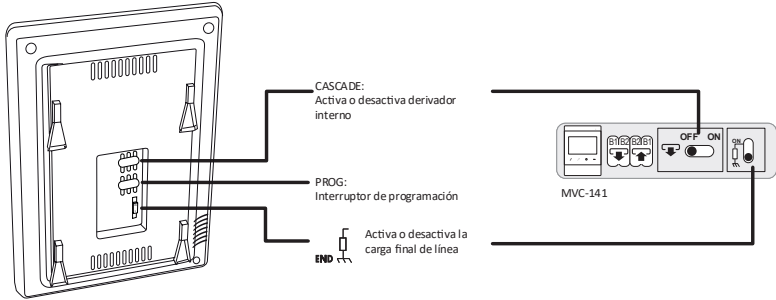 CASCADE:
Activa o desactiva derivador
interno
OFF ON
B1 B2 B2 B1
ON
MVC-141
PROG:
Interruptor de programación
Activa o desactiva la
carga final de línea
END